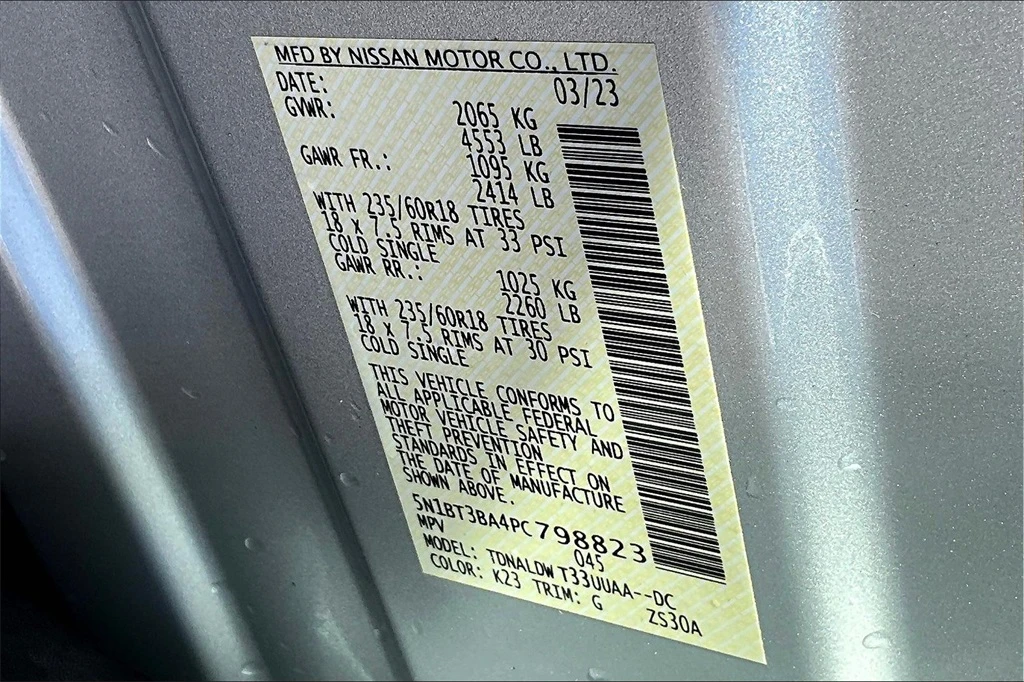 MFD BY NISSAN MOTOR CO., LTD.
DATE: 03/23
GVWR: 2065 KG
4553 LB
GAWR FR.: 1095 KG
2414 LB
WITH 235/60R18 TIRES
18 X 7.5 RIMS AT 33 PSI
COLD SINGLE
GAWR RR.: 1025 KG
2260 LB
WITH 235/60R18 TIRES
18 X 7.5 RIMS AT 30 PSI
COLD SINGLE
THIS VEHICLE CONFORMS TO
ALL APPLICABLE FEDERAL
MOTOR VEHICLE SAFETY AND
THEFT PREVENTION
STANDARDS IN EFFECT ON
THE DATE OF MANUFACTURE
SHOWN ABOVE.
5N1BT3BA4PC798823
MPV 045
MODEL: TDNALDW T33UUAA--DC
COLOR: K23 TRIM: G ZS30A